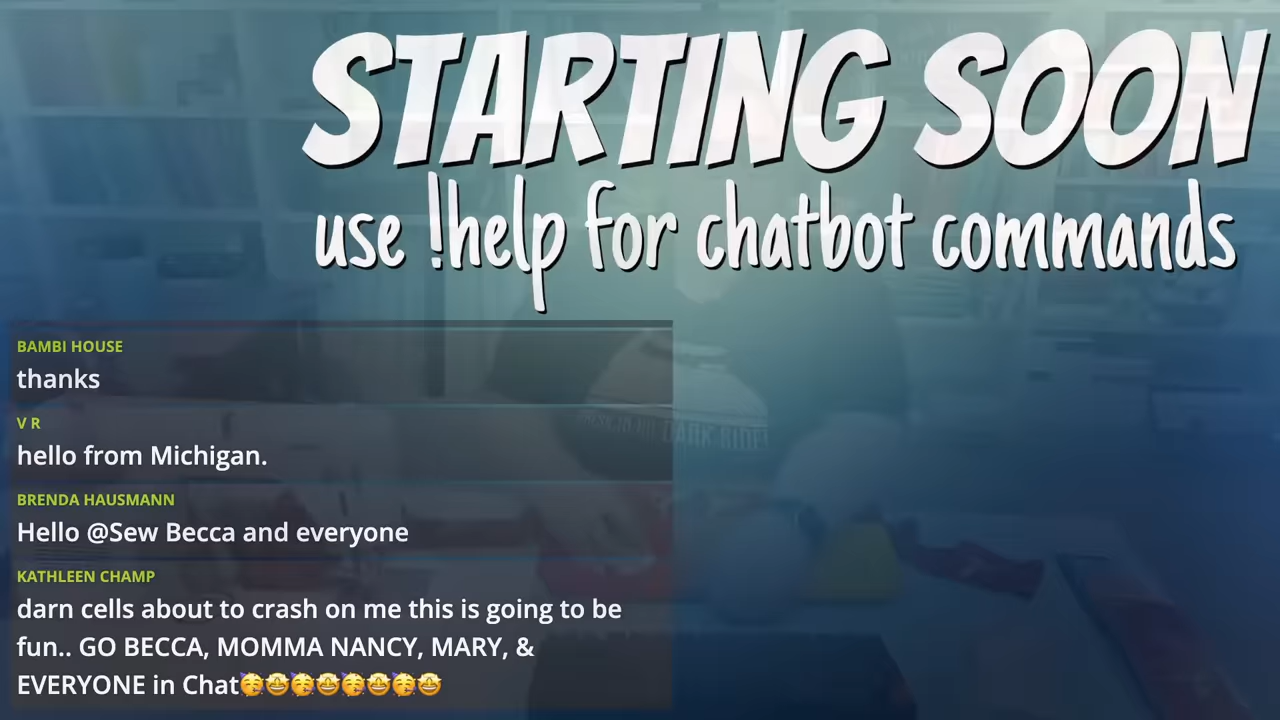 STARTING SOON
use !help for chatbot commands
BAMBI HOUSE
thanks
V R
hello from Michigan.
DARK RIDE!
BRENDA HAUSMANN
Hello @Sew Becca and everyone
KATHLEEN CHAMP
darn cells about to crash on me this is going to be
fun.. GO BECCA, MOMMA NANCY, MARY, &
EVERYONE in Chat🥳🤩🥳🤩🥳🤩🥳🤩